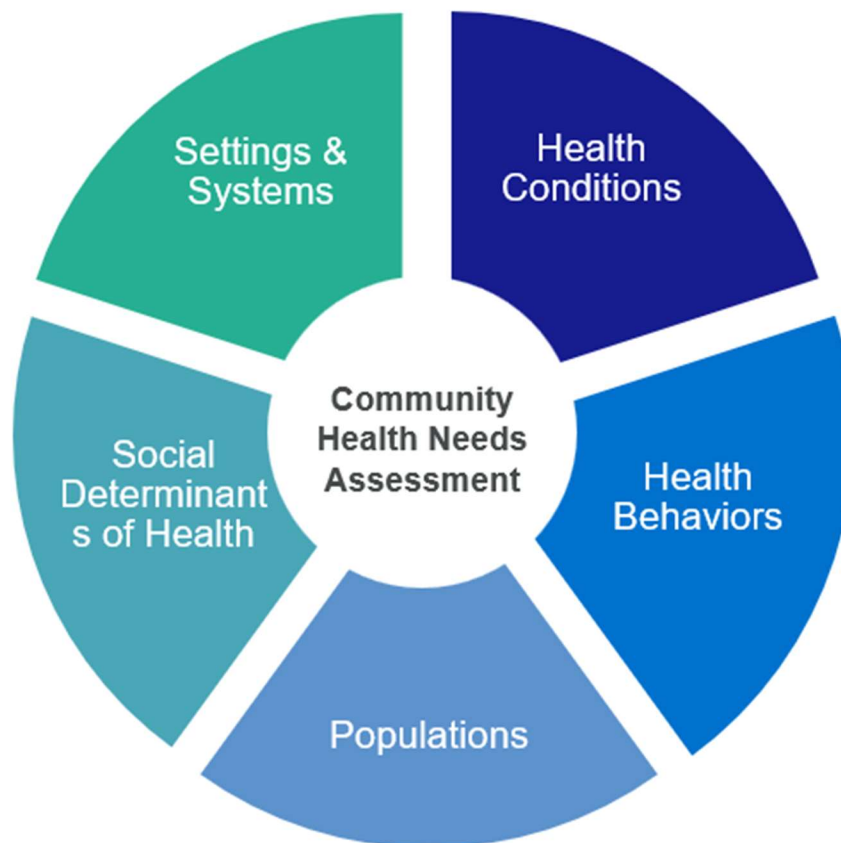 Settings &
Systems
Health
Conditions
Community
Health Needs
Assessment
Social
Determinant
s of Health
Health
Behaviors
Populations